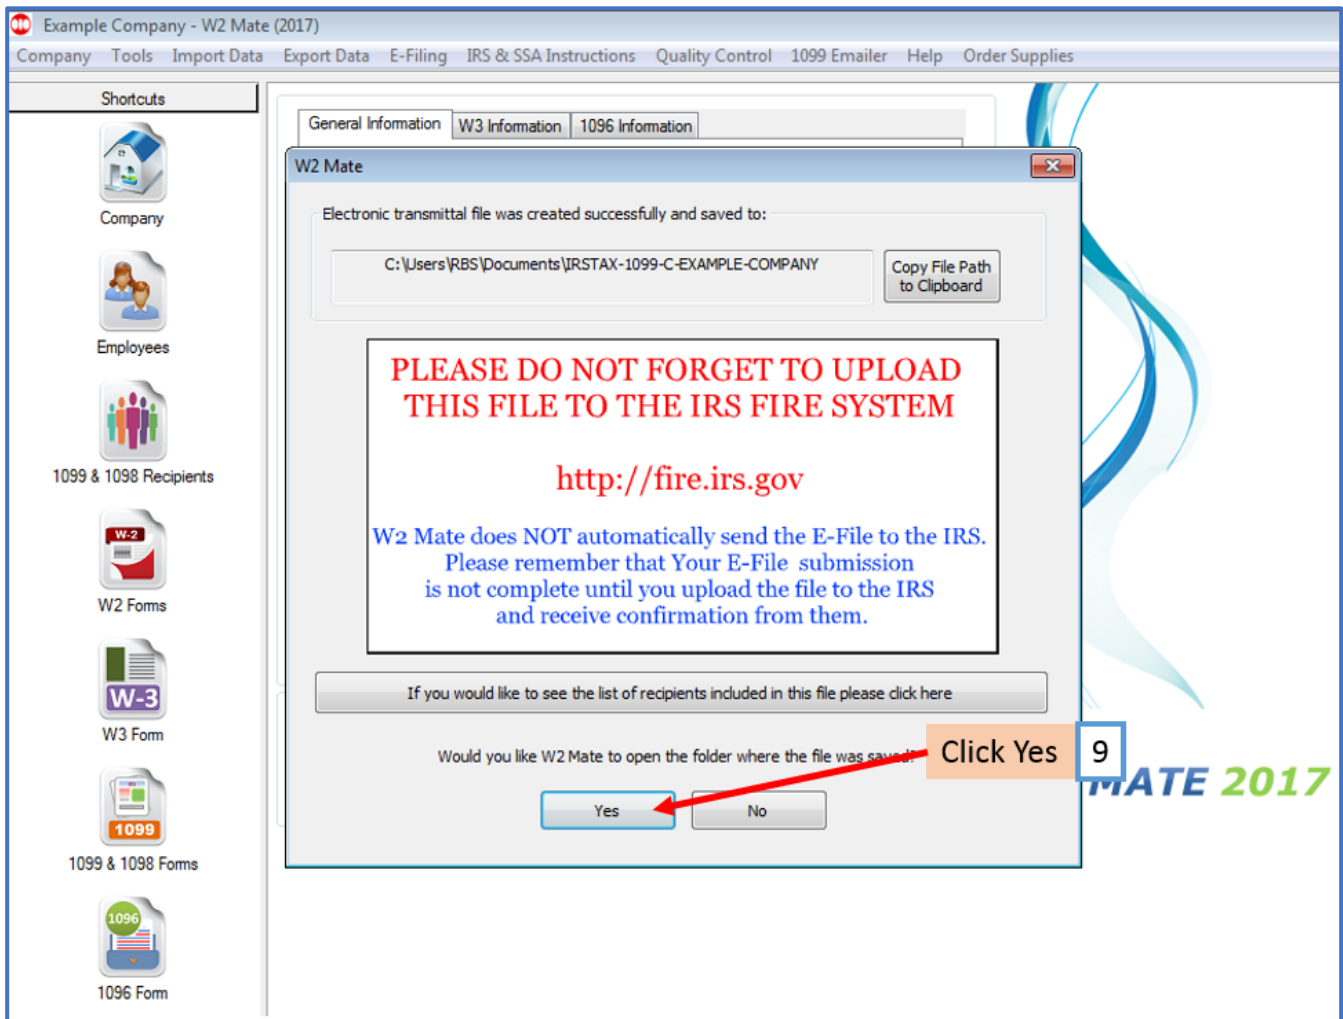 Example Company - W2 Mate (2017)
Company Tools Import Data Export Data E-Filing IRS & SSA Instructions Quality Control 1099 Emailer Help Order Supplies
Shortcuts
Company
Employees
1099 & 1098 Recipients
W-2
W2 Forms
W-3
W3 Form
1099
1099 & 1098 Forms
1096
1096 Form
General Information W3 Information 1096 Information
W2 Mate
Electronic transmittal file was created successfully and saved to:
C:\Users\RBS\Documents\IRSTAX-1099-C-EXAMPLE-COMPANY
Copy File Path
to Clipboard
PLEASE DO NOT FORGET TO UPLOAD
THIS FILE TO THE IRS FIRE SYSTEM
http://fire.irs.gov
W2 Mate does NOT automatically send the E-File to the IRS.
Please remember that Your E-File submission
is not complete until you upload the file to the IRS
and receive confirmation from them.
If you would like to see the list of recipients included in this file please click here
Would you like W2 Mate to open the folder where the file was saved?
Click Yes 9
Yes No
MATE 2017